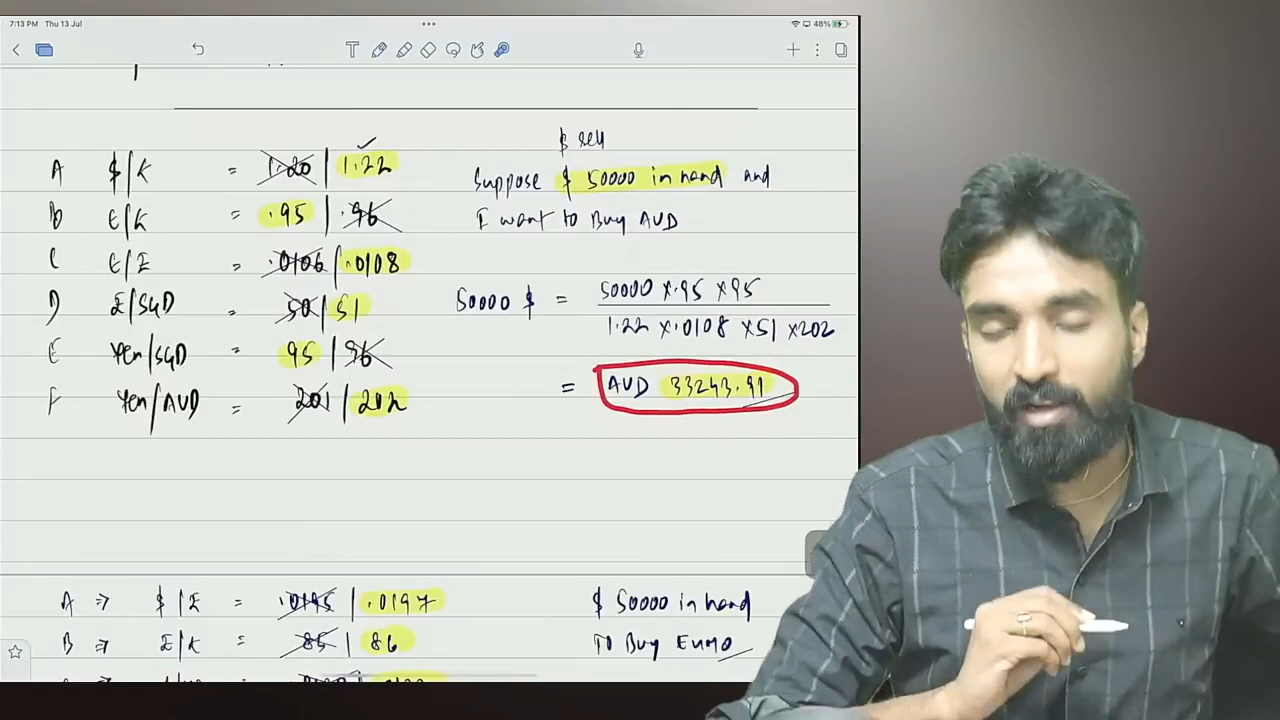 7:13 PM Thu 13 Jul
48%
A $/K = 1.20 | 1.22
B €/K = .95 | .96
C €/£ = .0106 | .0108
D £/SGD = 50 | 51
E Yen/SGD = 95 | 96
F Yen/AUD = 201 | 202
$ sell
Suppose $ 50000 in hand and
I want to Buy AUD
50000 $ = 50000 x .95 x 95
1.22 x .0108 x 51 x 202
= AUD 33243.91
A ⇒ $/£ = .0195 | .0197
B ⇒ £/K = 85 | 86
$ 50000 in hand
To Buy EURO